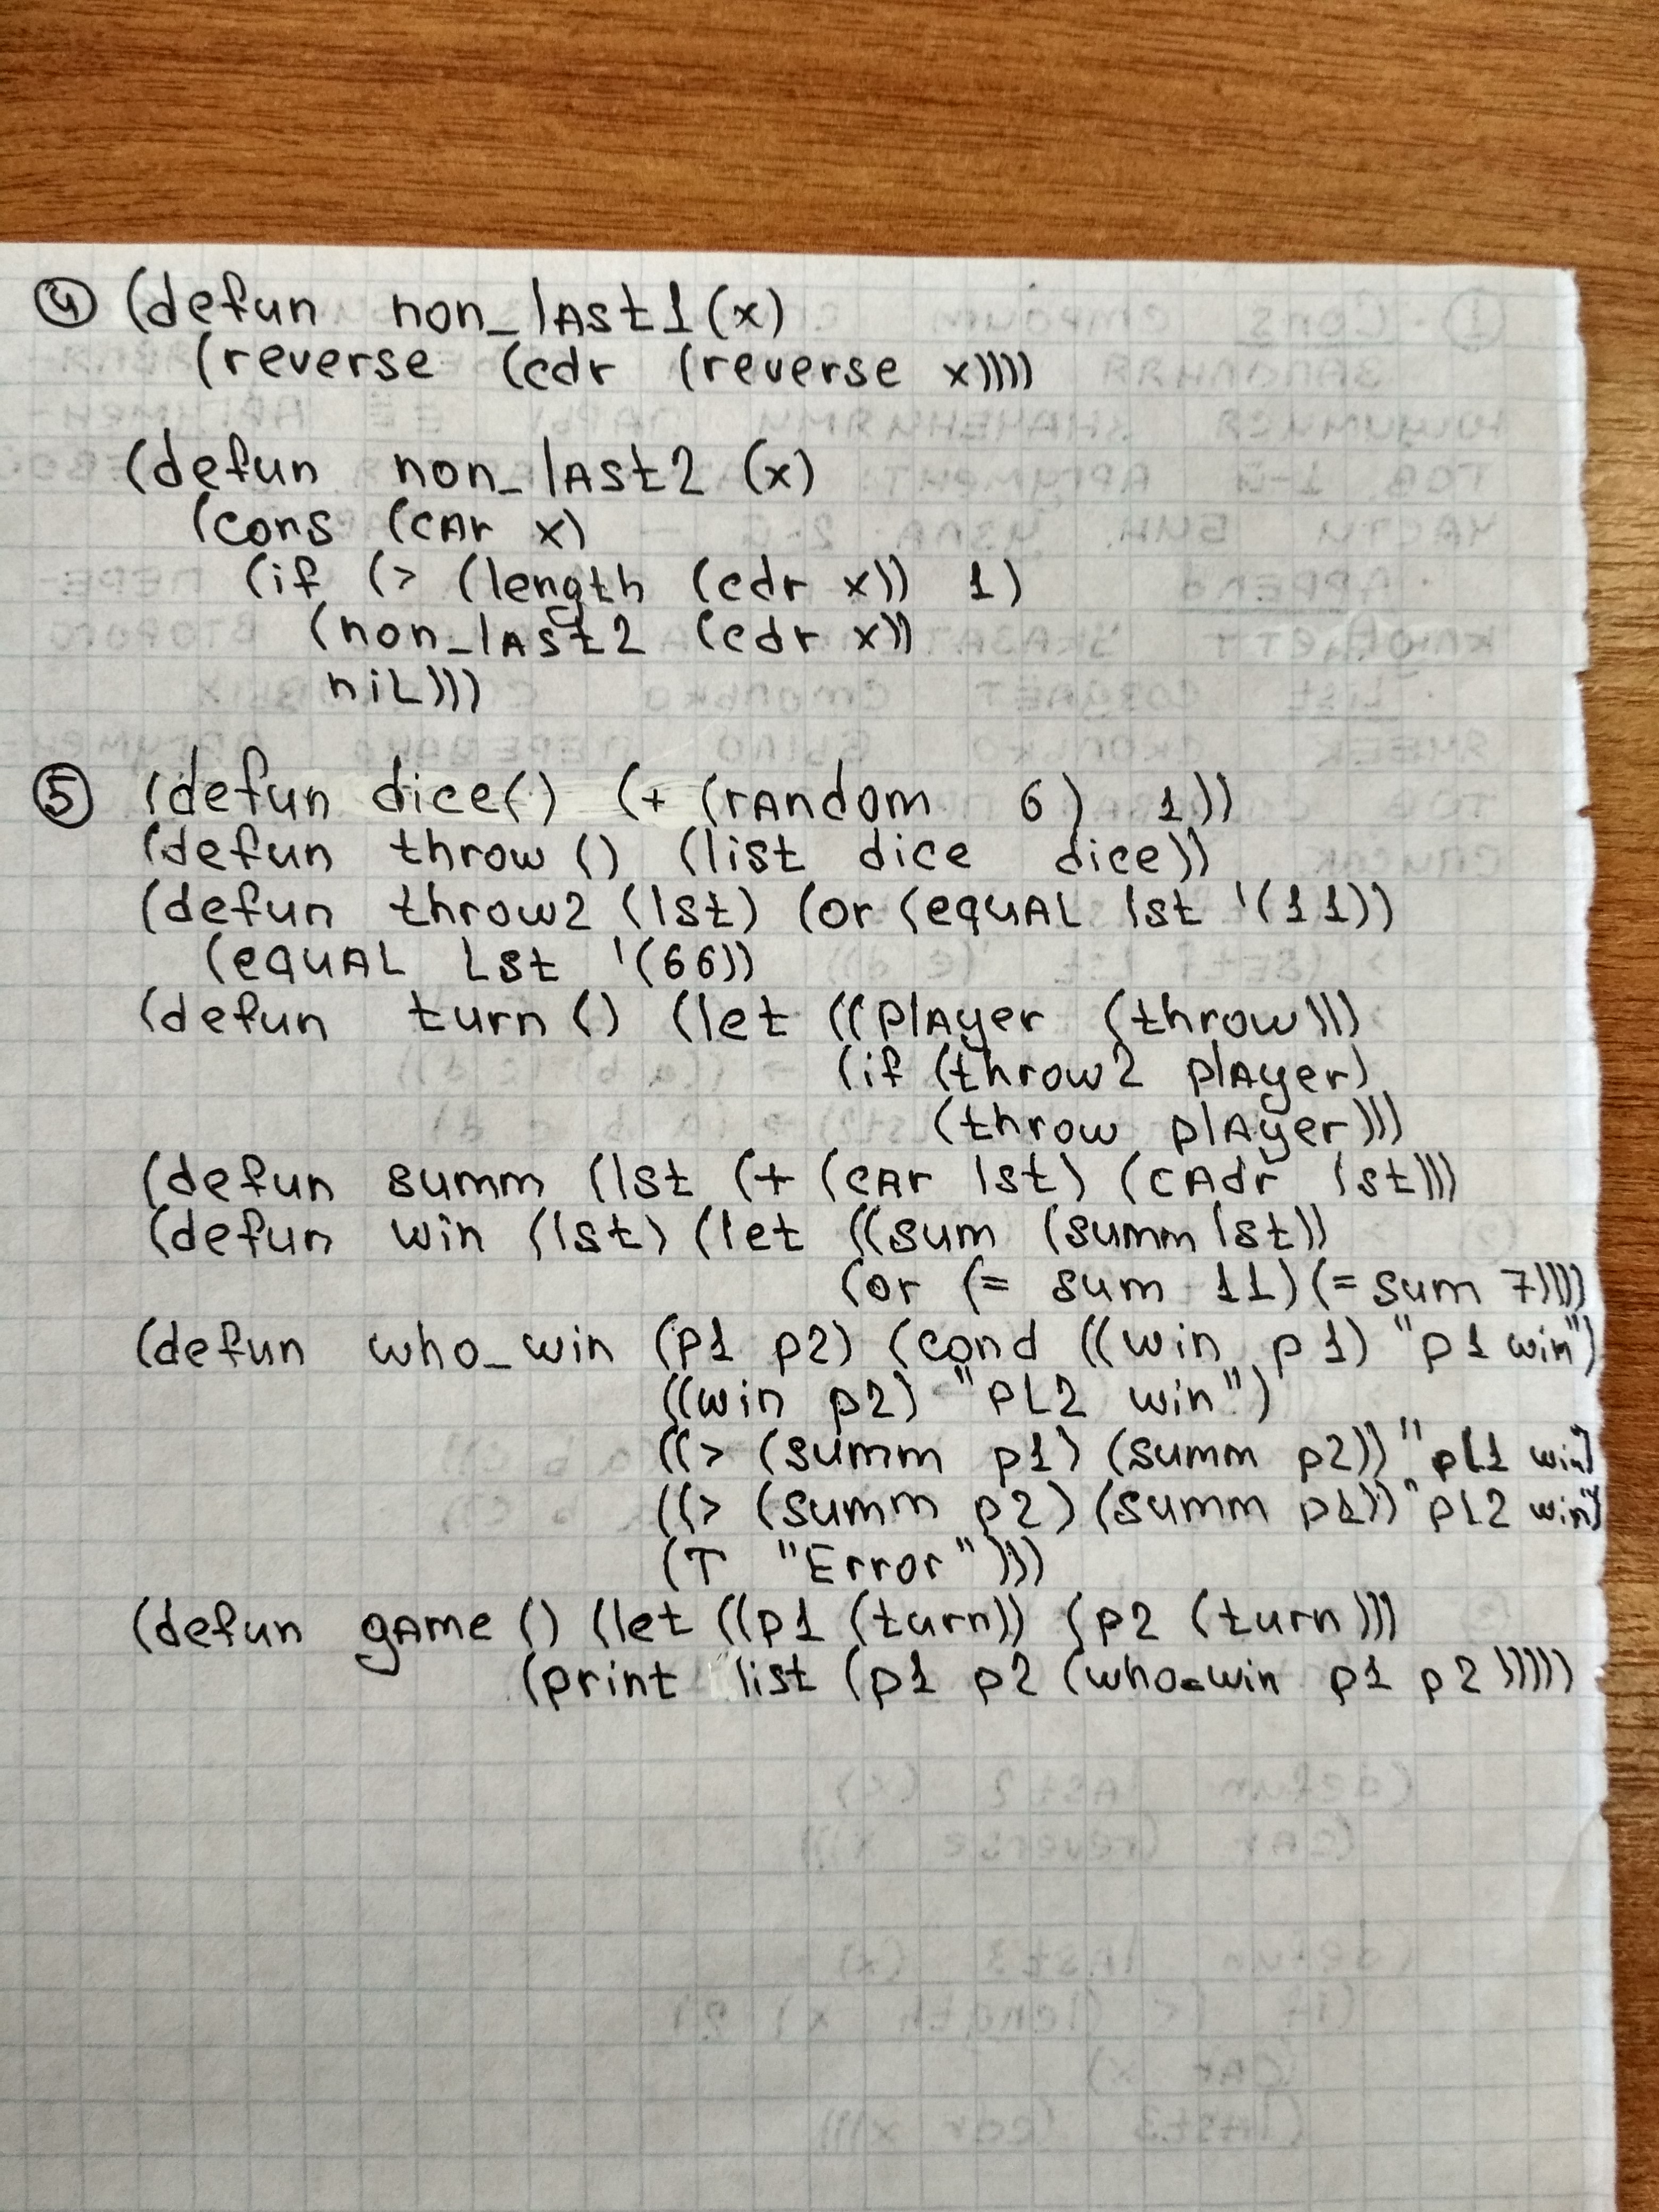 ④ (defun non_last1(x)
(reverse (cdr (reverse x))))
(defun non_last2 (x)
(cons (car x)
(if (> (length (cdr x)) 1)
(non_last2 (cdr x))
nil)))
⑤ (defun dice() (+ (random 6) 1))
(defun throw () (list dice dice))
(defun throw2 (lst) (or (equal lst '(1 1))
(equal lst '(6 6))
(defun turn () (let ((player (throw)))
(if (throw2 player)
(throw player)))
(defun summ (lst (+ (car lst) (cadr lst)))
(defun win (lst) (let ((sum (summ lst))
(or (= sum 11) (= sum 7))))
(defun who_win (p1 p2) (cond ((win p1) "p1 win")
((win p2) "pl2 win")
((> (summ p1) (summ p2)) "pl1 win")
((> (summ p2) (summ p1)) "pl2 win")
(T "Error")))
(defun game () (let ((p1 (turn)) (p2 (turn)))
(print list (p1 p2 (who_win p1 p2)))))